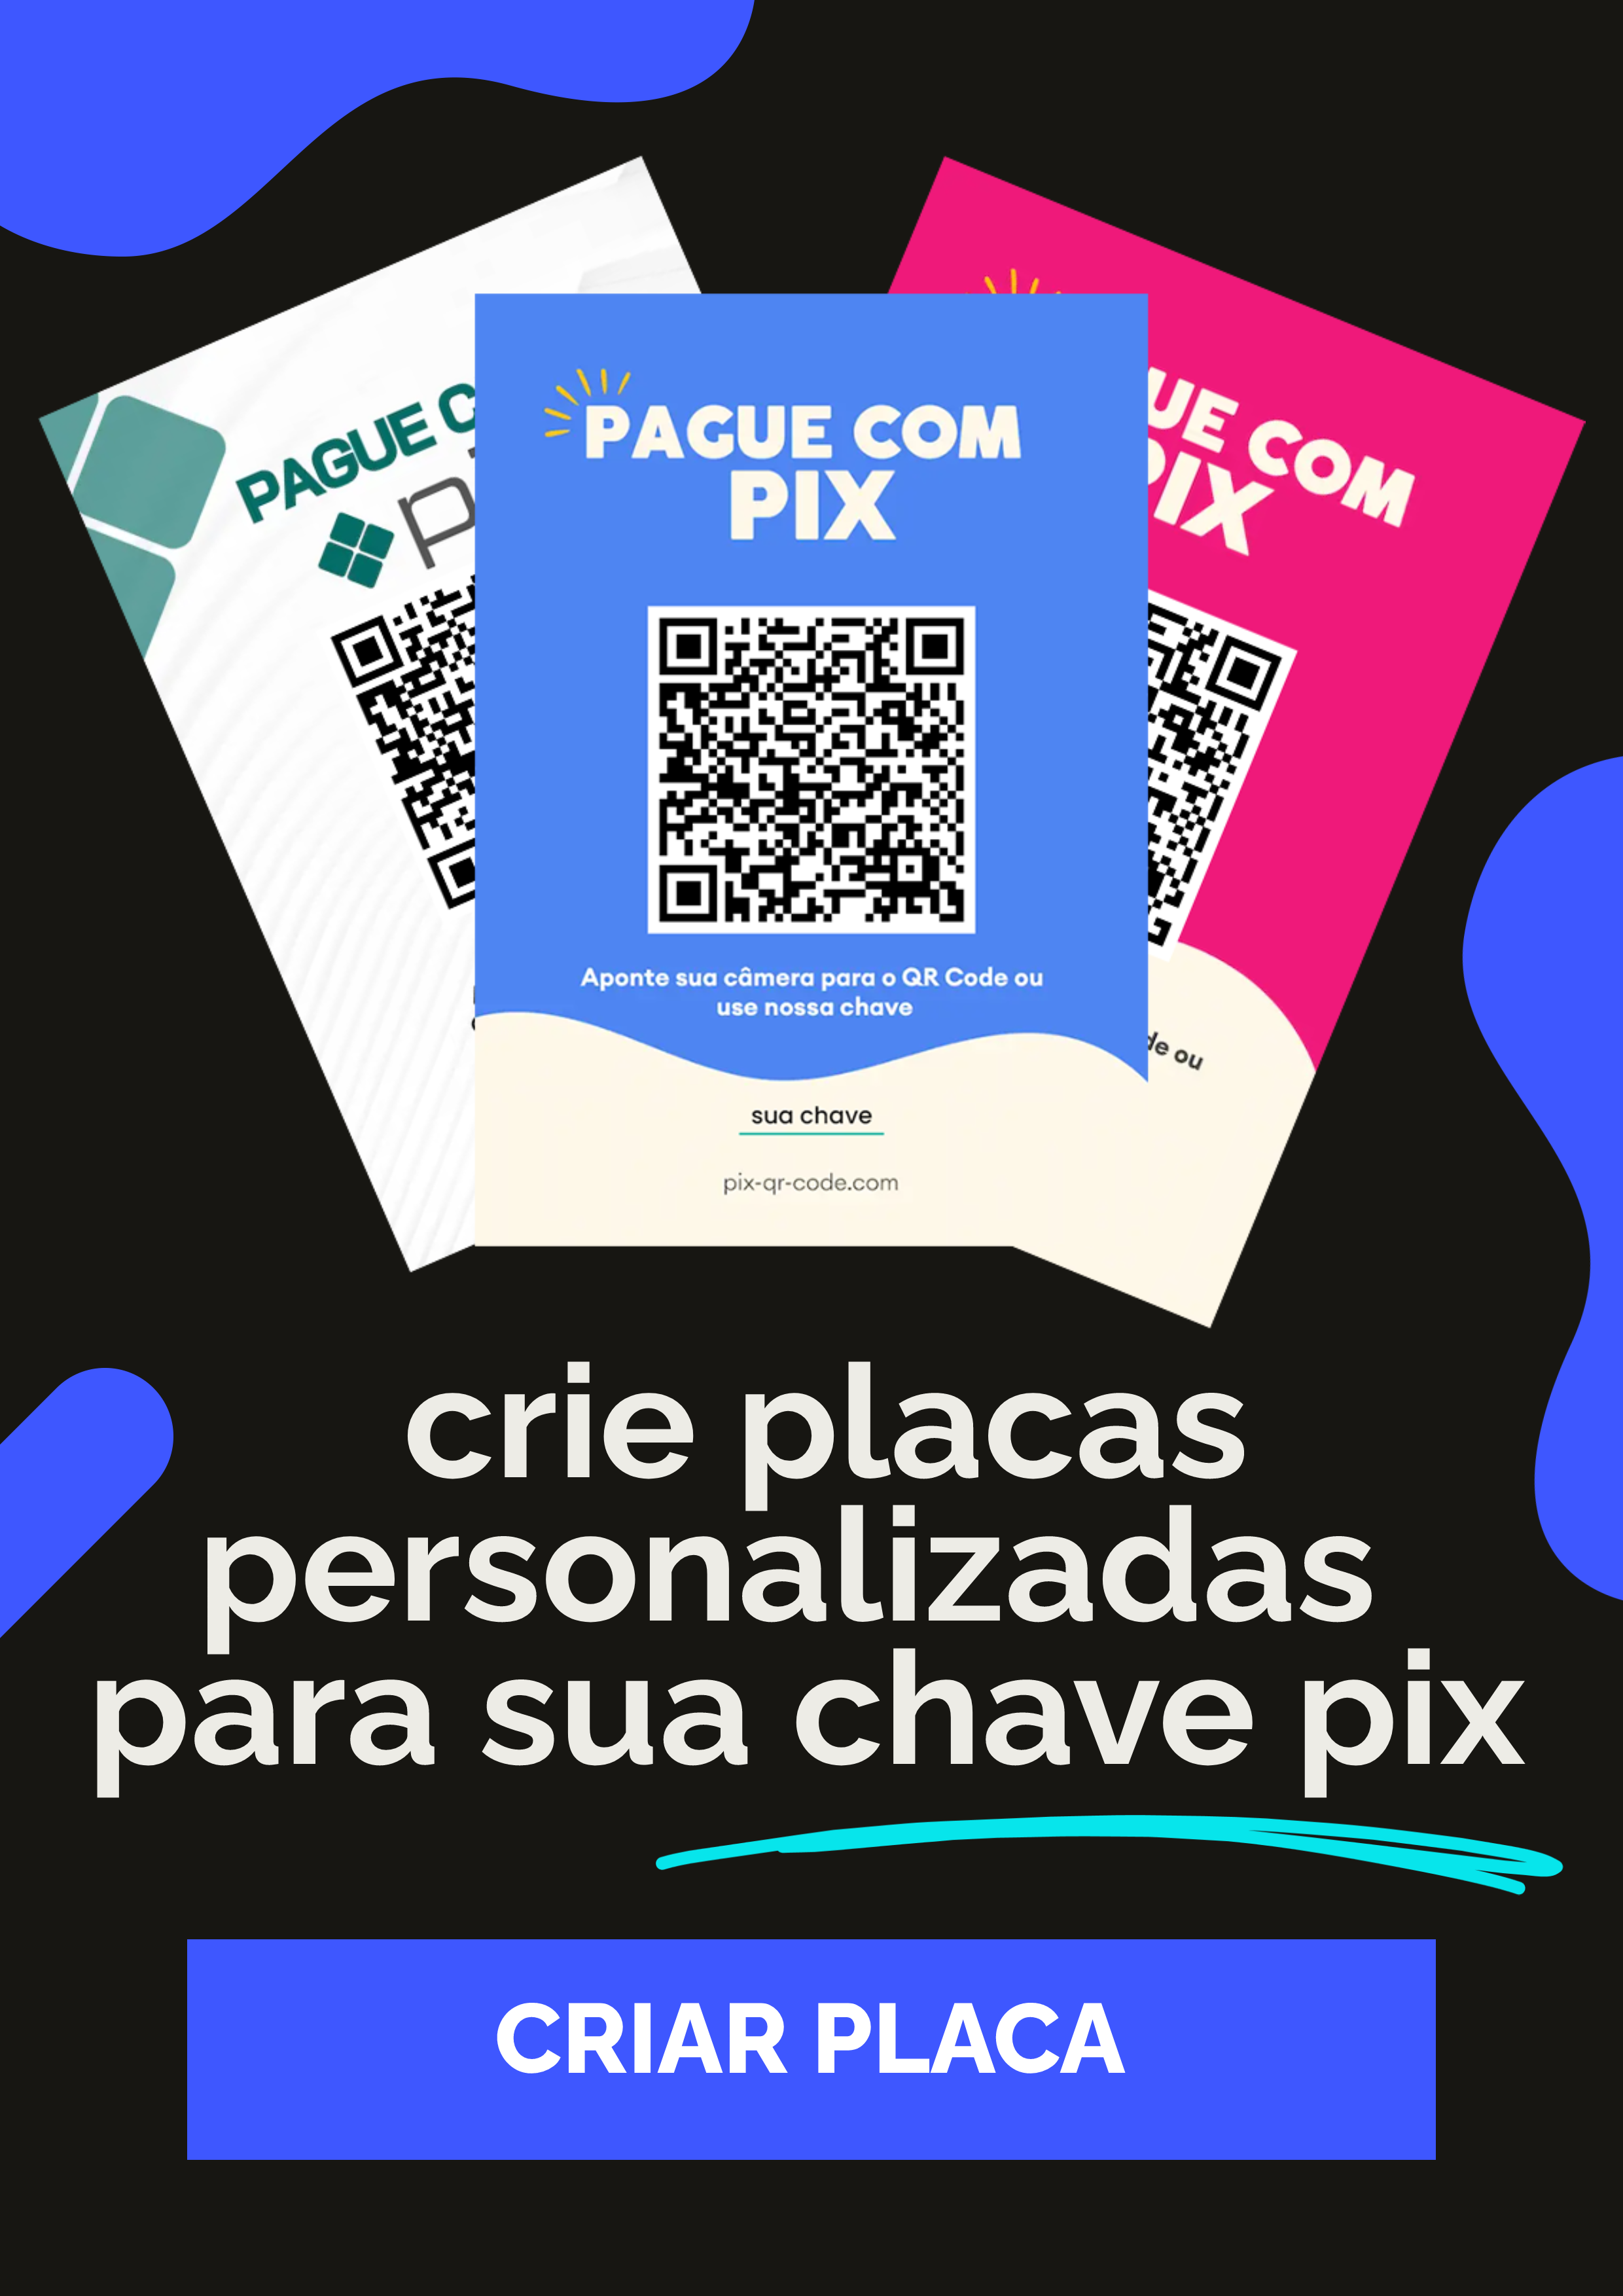 PAGUE
PAGUE COM
PIX
UE COM
PIX
Aponte sua câmera para o QR Code ou
use nossa chave
de ou
sua chave
pix-qr-code.com
crie placas
personalizadas
para sua chave pix
CRIAR PLACA